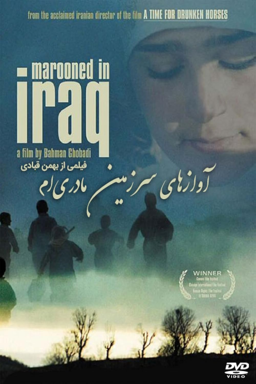 from the acclaimed iranian director of the film A TIME FOR DRUNKEN HORSES
marooned in
iraq
a film by Bahman Ghobadi
فیلمی از بهمن قبادی
آوازهای سرزمین مادری ام
WINNER
DVD
VIDEO